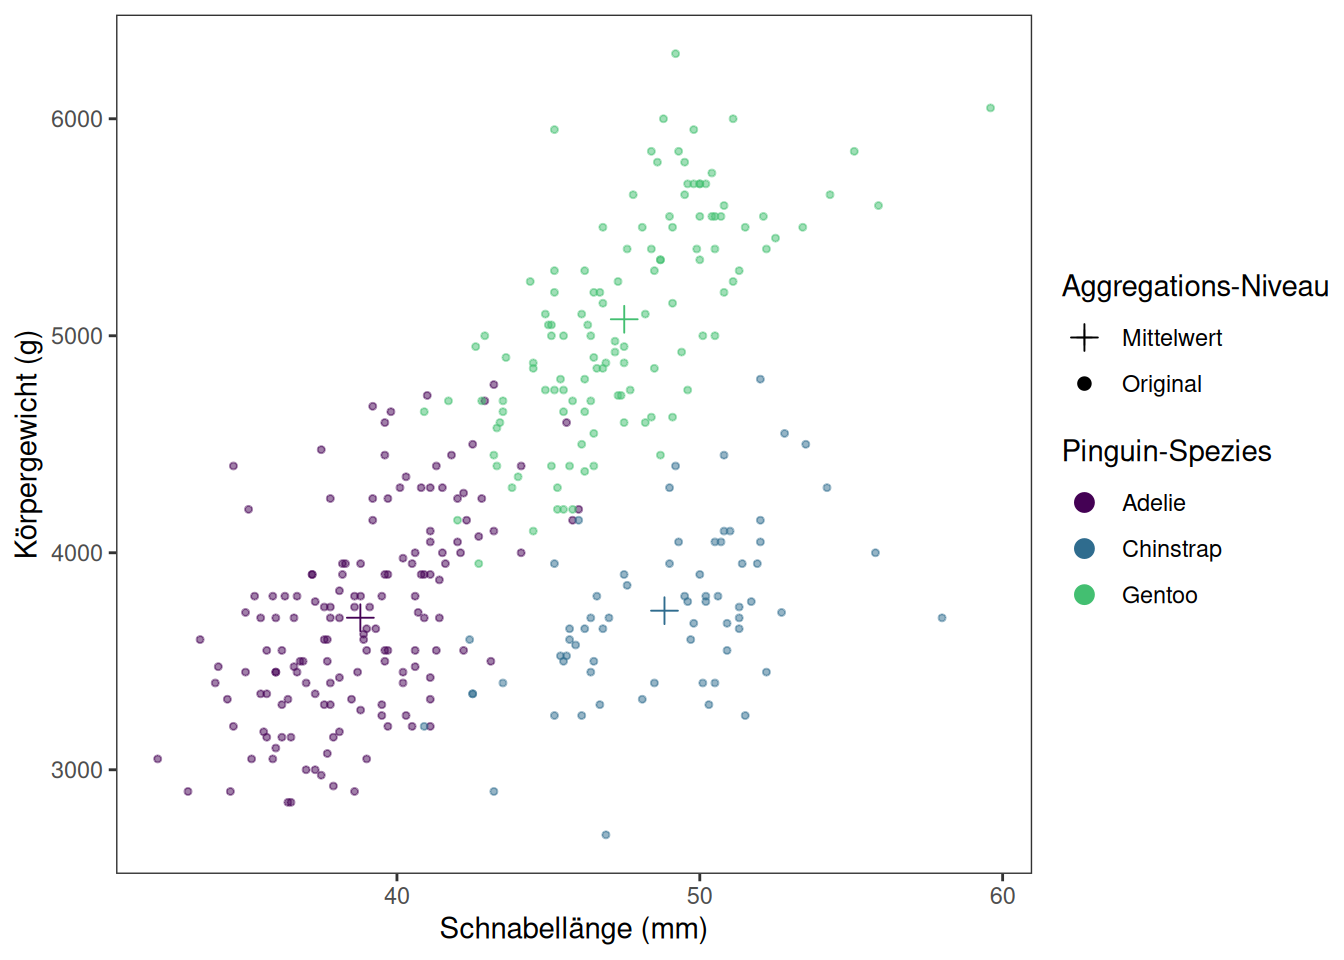 6000
5000
4000
3000
40
50
60
Körpergewicht (g)
Schnabellänge (mm)
Aggregations-Niveau
Mittelwert
Original
Pinguin-Spezies
Adelie
Chinstrap
Gentoo